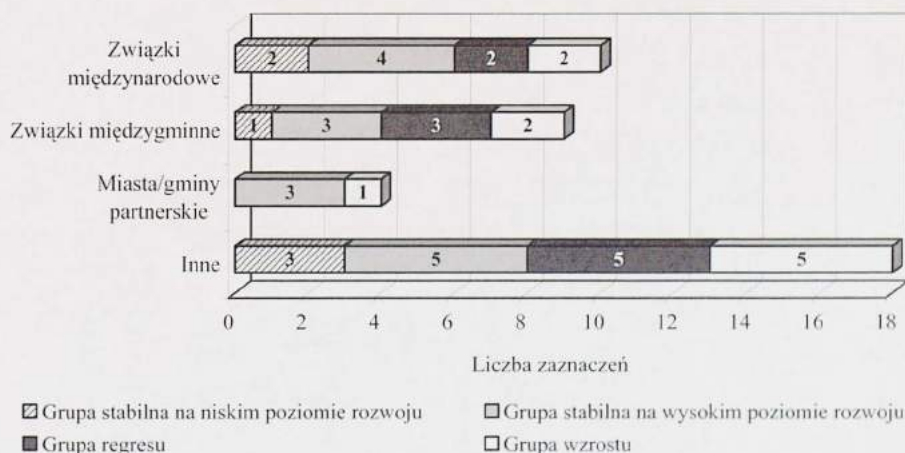 Związki
międzynarodowe
2 4 2 2
Związki międzygminne
1 3 3 2
Miasta/gminy
partnerskie
3 1
Inne
3 5 5 5
0 2 4 6 8 10 12 14 16 18
Liczba zaznaczeń
Grupa stabilna na niskim poziomie rozwoju
Grupa stabilna na wysokim poziomie rozwoju
Grupa regresu
Grupa wzrostu